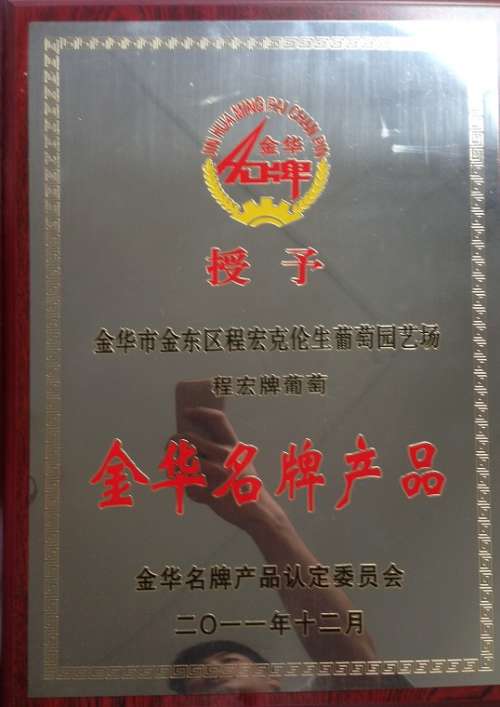 JIN HUA MING PAI CHAN PIN
金华
名牌
授予
金华市金东区程宏克伦生葡萄园艺场
程宏牌葡萄
金华名牌产品
金华名牌产品认定委员会
二〇一一年十二月